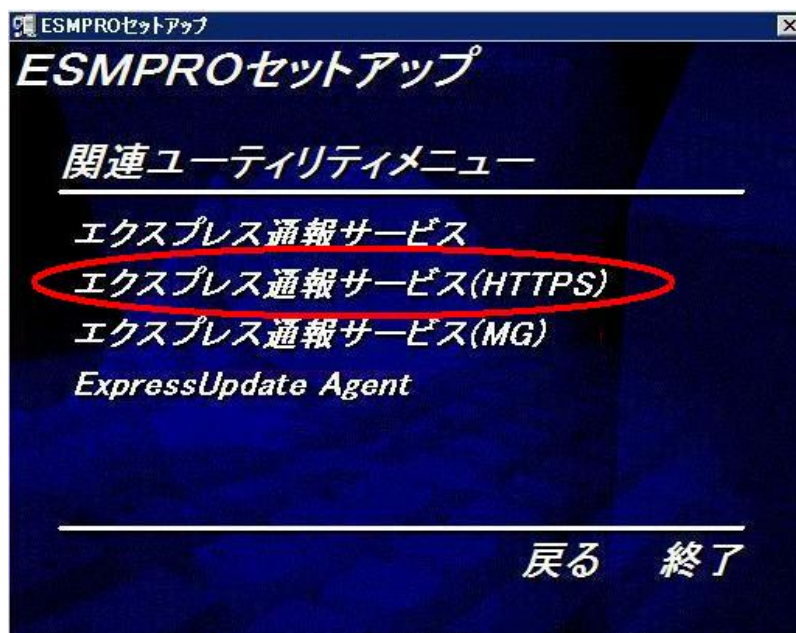 ESMPROセットアップ
ESMPROセットアップ
関連ユーティリティメニュー
エクスプレス通報サービス
エクスプレス通報サービス(HTTPS)
エクスプレス通報サービス(MG)
ExpressUpdate Agent
戻る 終了